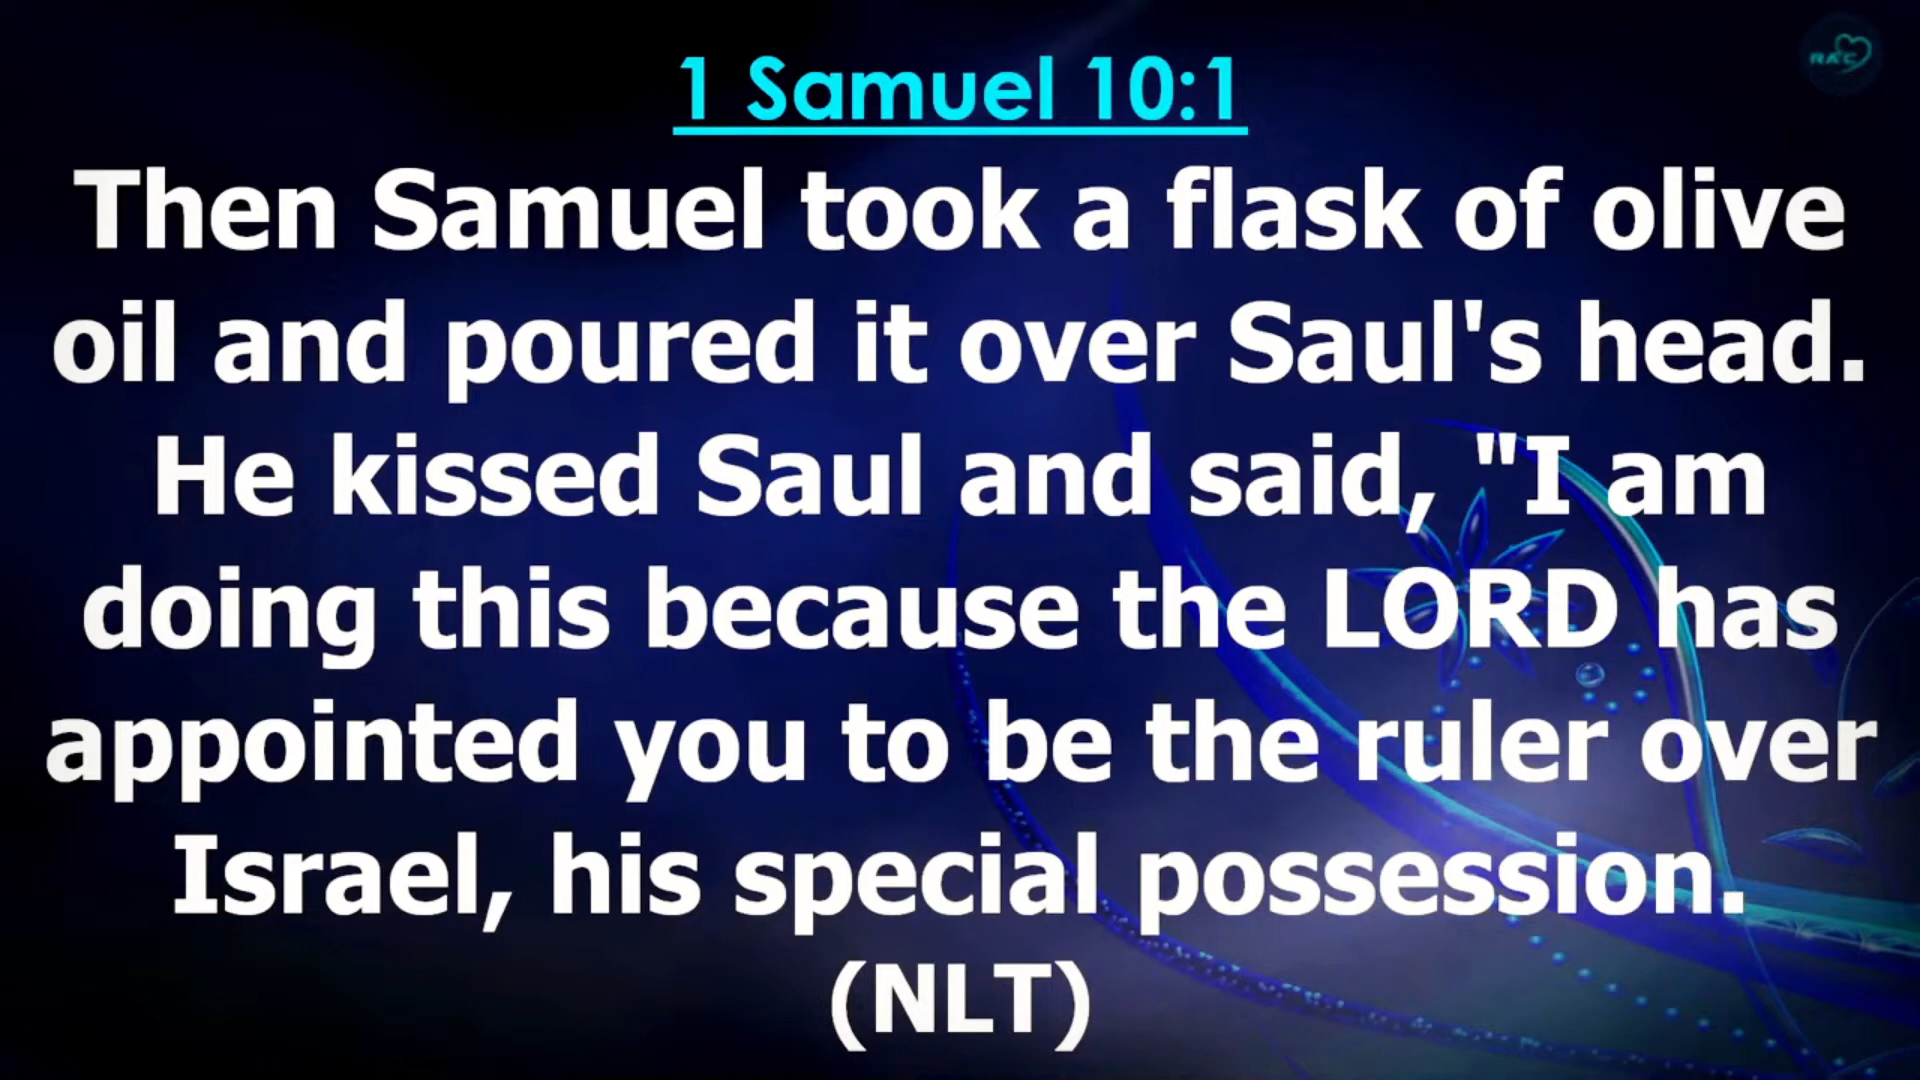 RAC
1 Samuel 10:1
Then Samuel took a flask of olive
oil and poured it over Saul's head.
He kissed Saul and said, "I am
doing this because the LORD has
appointed you to be the ruler over
Israel, his special possession.
(NLT)